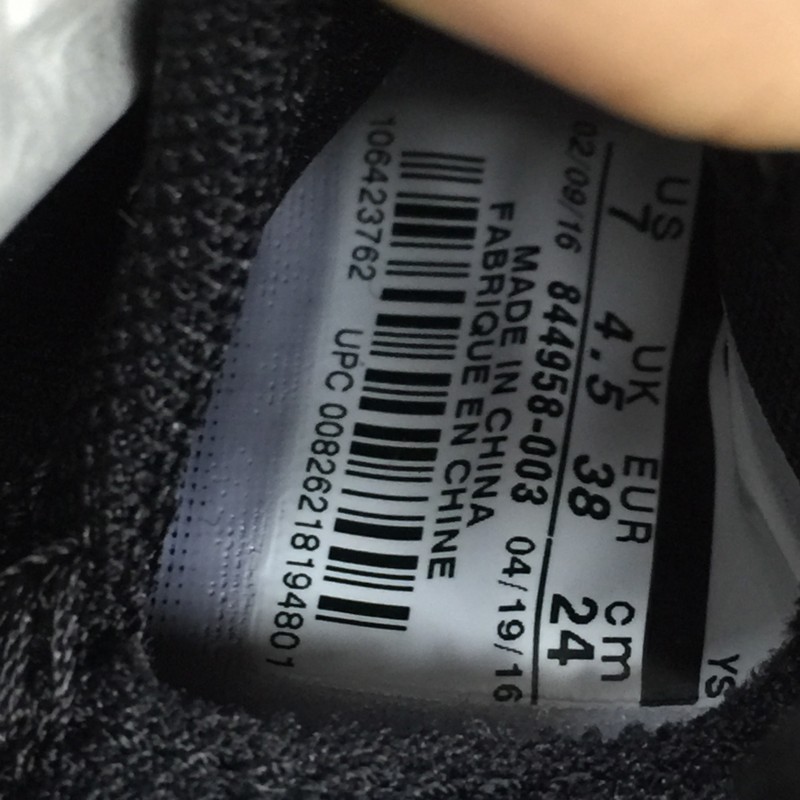 YS
US UK EUR cm
7 4.5 38 24
02/09/16 844958-003 04/19/16
MADE IN CHINA
FABRIQUE EN CHINE
106423762 UPC 00826218194801